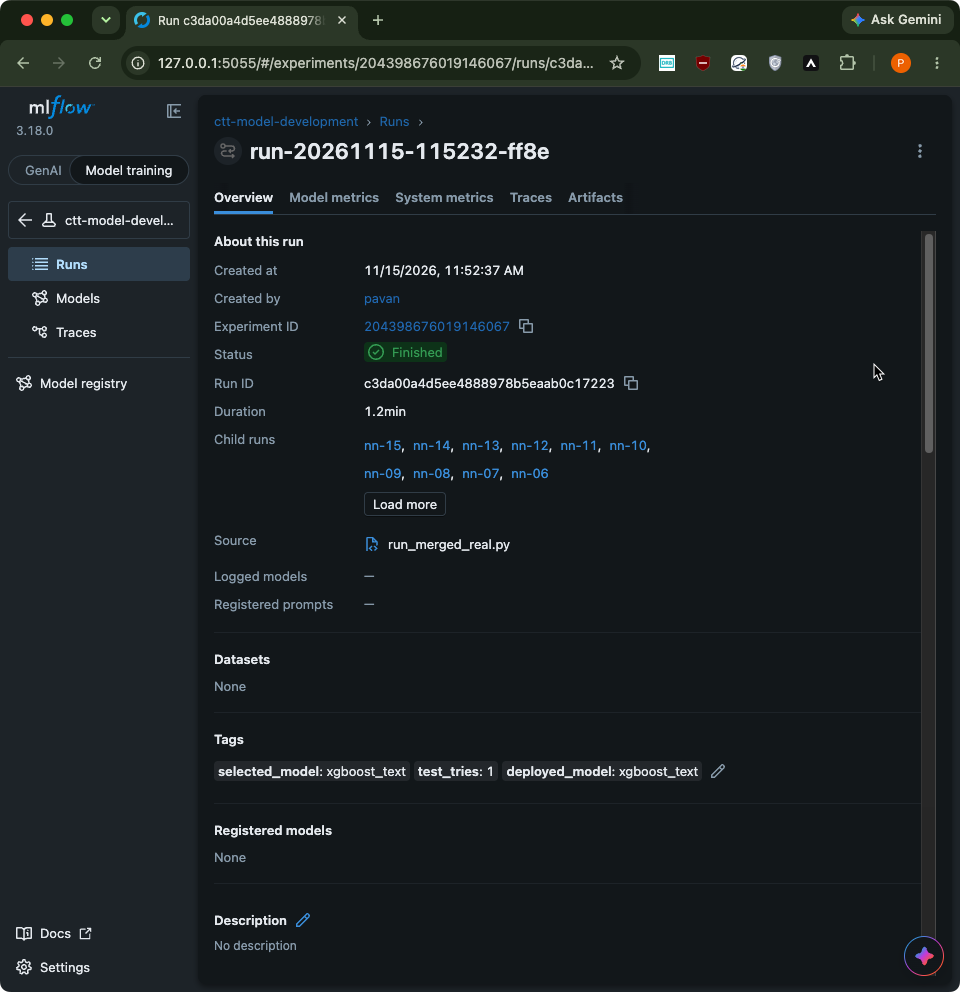 Run c3da00a4d5ee4888978
Ask Gemini
127.0.0.1:5055/#/experiments/204398676019146067/runs/c3da...
P
mlflow
3.18.0
GenAI Model training
ctt-model-devel...
Runs
Models
Traces
Model registry
Docs
Settings
ctt-model-development › Runs ›
run-20261115-115232-ff8e
Overview Model metrics System metrics Traces Artifacts
About this run
Created at 11/15/2026, 11:52:37 AM
Created by pavan
Experiment ID 204398676019146067
Status Finished
Run ID c3da00a4d5ee4888978b5eaab0c17223
Duration 1.2min
Child runs nn-15, nn-14, nn-13, nn-12, nn-11, nn-10,
nn-09, nn-08, nn-07, nn-06
Load more
Source run_merged_real.py
Logged models —
Registered prompts —
Datasets
None
Tags
selected_model: xgboost_text test_tries: 1 deployed_model: xgboost_text
Registered models
None
Description
No description